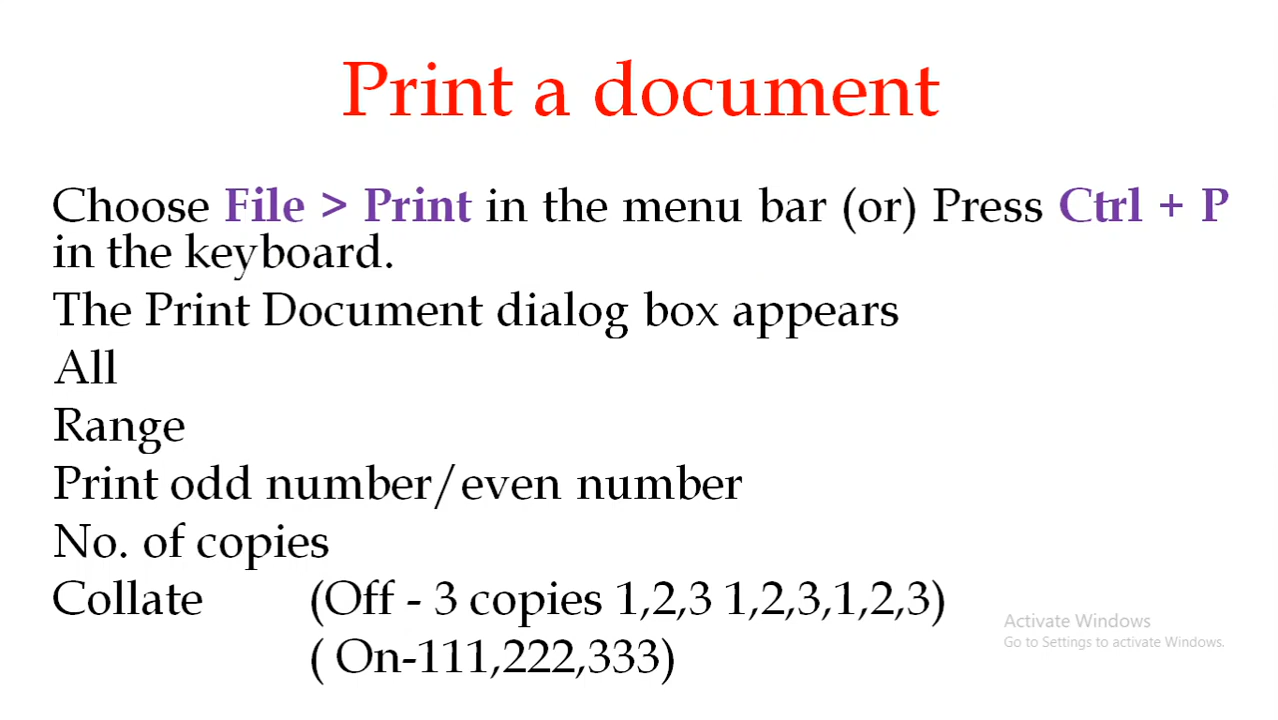 Print a document
Choose File > Print in the menu bar (or) Press Ctrl + P
in the keyboard.
The Print Document dialog box appears
All
Range
Print odd number/even number
No. of copies
Collate (Off - 3 copies 1,2,3 1,2,3,1,2,3)
( On-111,222,333)
Activate Windows
Go to Settings to activate Windows.